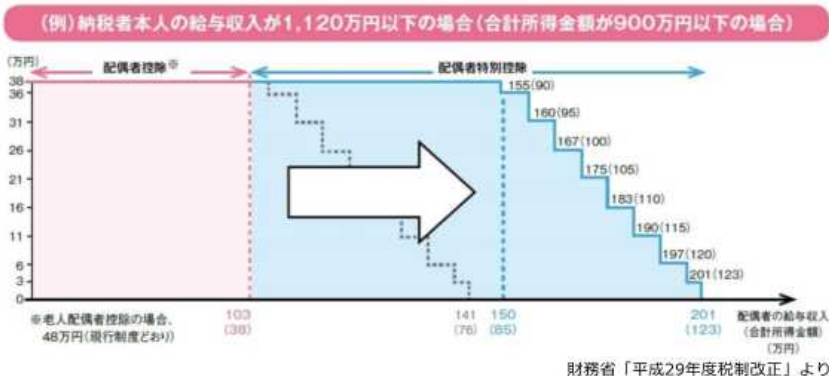 (例)納税者本人の給与収入が1,120万円以下の場合(合計所得金額が900万円以下の場合)
(万円)
配偶者控除※
配偶者特別控除
38
36
31
26
21
16
11
6
3
0
155(90)
160(95)
167(100)
175(105)
183(110)
190(115)
197(120)
201(123)
※老人配偶者控除の場合、
48万円(現行制度どおり)
103
(38)
141
(76)
150
(85)
201
(123)
配偶者の給与収入
(合計所得金額)
(万円)
財務省「平成29年度税制改正」より